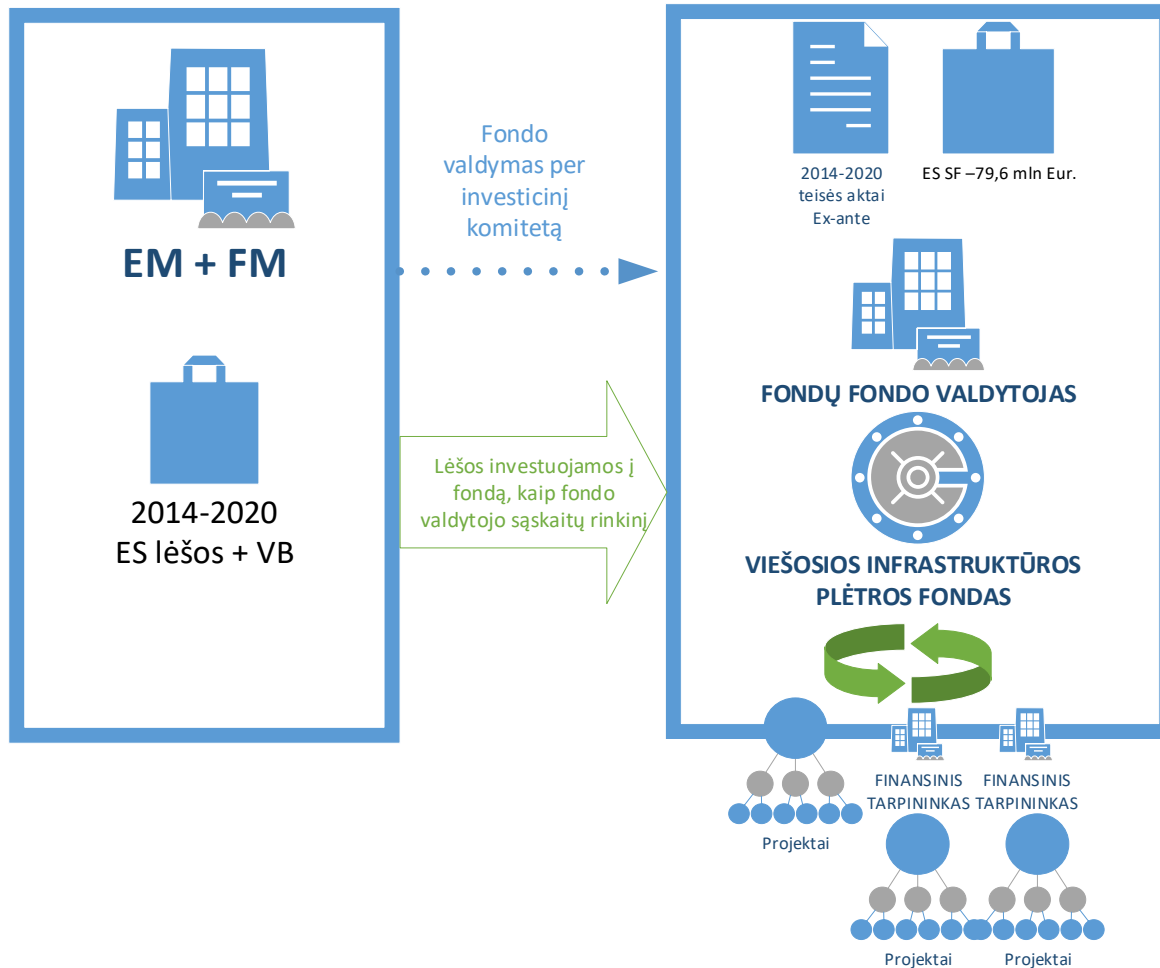 EM + FM
2014-2020
ES lėšos + VB
Fondo
valdymas per
investicinį
komitetą
Lėšos investuojamos į
fondą, kaip fondo
valdytojo sąskaitų rinkinį
2014-2020
teisės aktai
Ex-ante
ES SF –79,6 mln Eur.
FONDŲ FONDO VALDYTOJAS
VIEŠOSIOS INFRASTRUKTŪROS
PLĖTROS FONDAS
Projektai
FINANSINIS
TARPININKAS
Projektai
FINANSINIS
TARPININKAS
Projektai